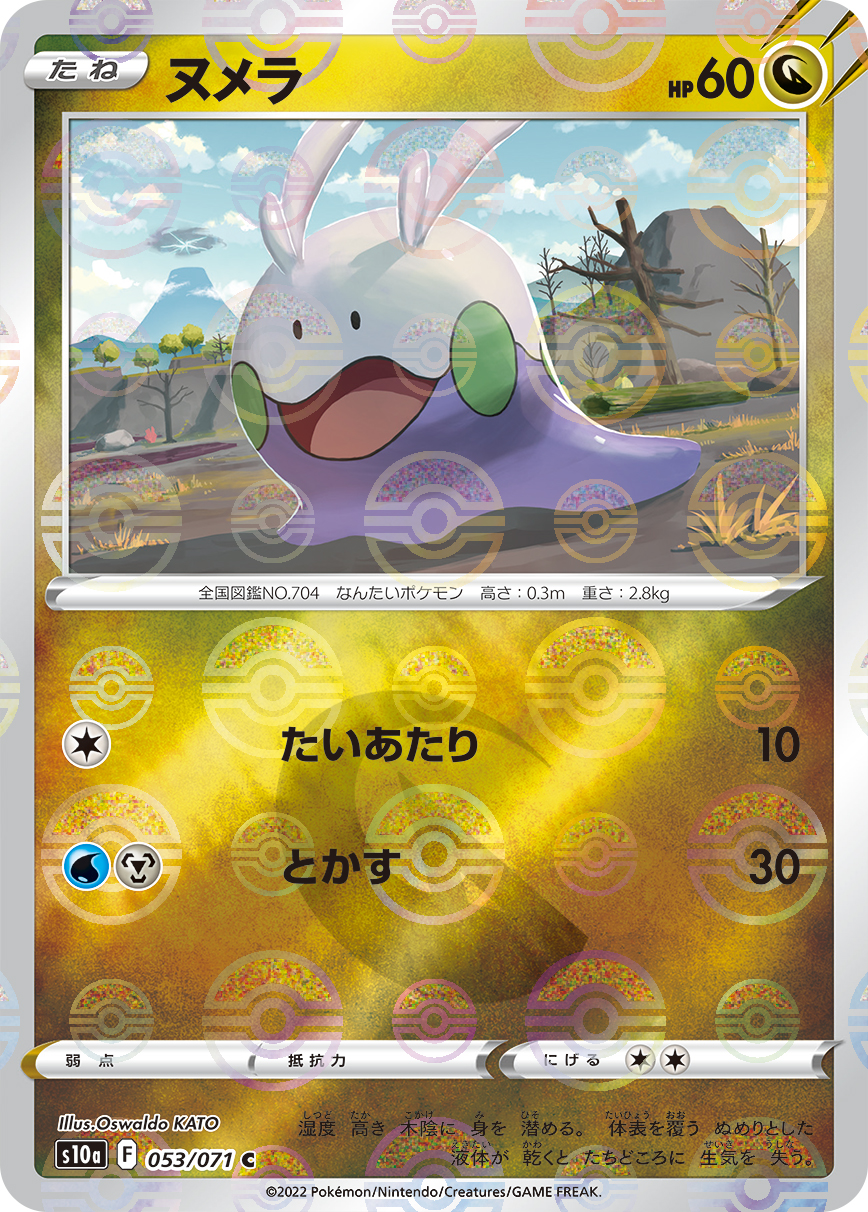 たね ヌメラ HP60
全国図鑑NO.704 なんたいポケモン 高さ：0.3m 重さ：2.8kg
たいあたり 10
とかす 30
弱点 抵抗力 にげる
Illus.Oswaldo KATO
s10a F 053/071 C
湿度 高き 木陰に 身を 潜める。 体表を覆う ぬめりとした
液体が 乾くと たちどころに 生気を 失う。
©2022 Pokémon/Nintendo/Creatures/GAME FREAK.